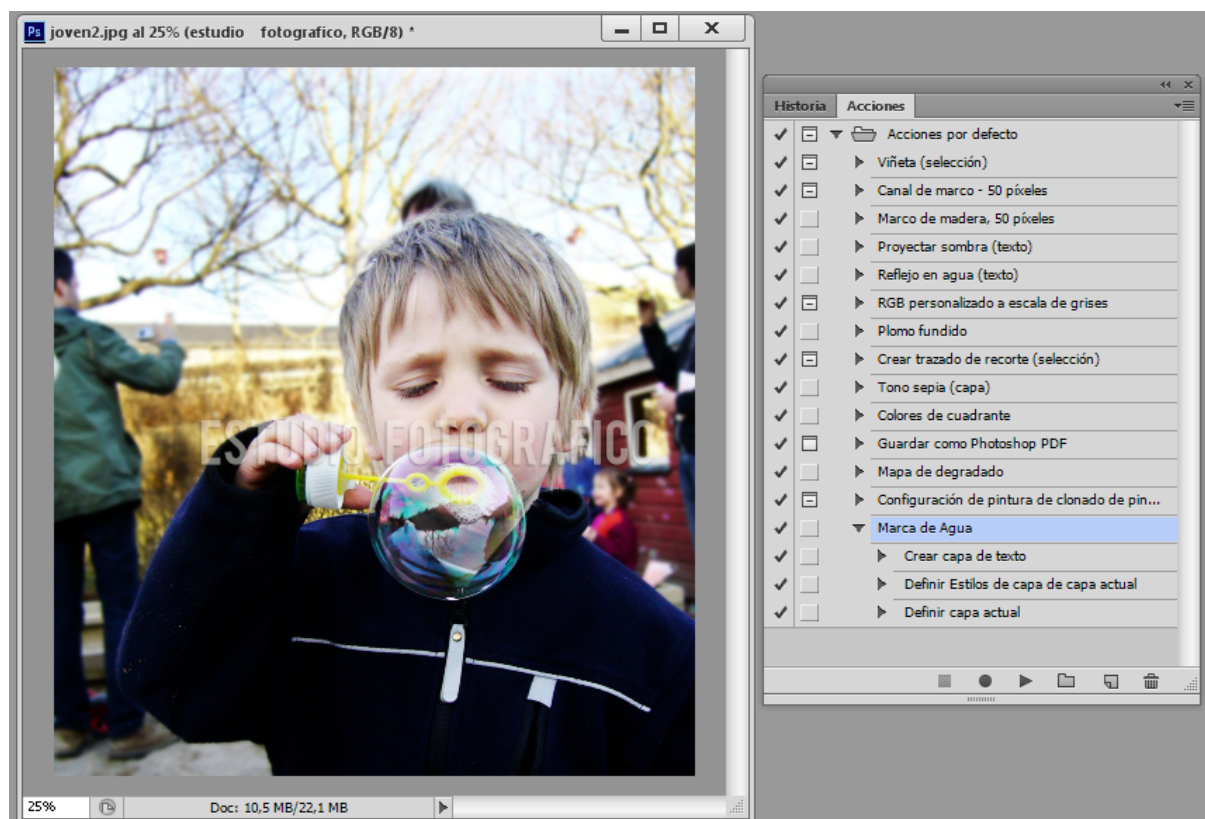 Ps joven2.jpg al 25% (estudio fotografico, RGB/8) *
ESTUDIO FOTOGRAFICO
25%
Doc: 10,5 MB/22,1 MB
Historia Acciones
Acciones por defecto
Viñeta (selección)
Canal de marco - 50 píxeles
Marco de madera, 50 píxeles
Proyectar sombra (texto)
Reflejo en agua (texto)
RGB personalizado a escala de grises
Plomo fundido
Crear trazado de recorte (selección)
Tono sepia (capa)
Colores de cuadrante
Guardar como Photoshop PDF
Mapa de degradado
Configuración de pintura de clonado de pin...
Marca de Agua
Crear capa de texto
Definir Estilos de capa de capa actual
Definir capa actual